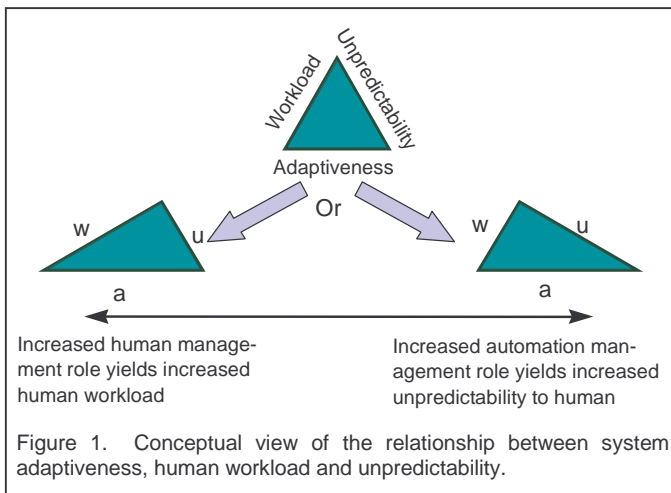 Workload
Unpredictability
Adaptiveness
Or
w
u
a
w
u
a
Increased human manage-
ment role yields increased
human workload
Increased automation man-
agement role yields increased
unpredictability to human
Figure 1. Conceptual view of the relationship between system
adaptiveness, human workload and unpredictability.